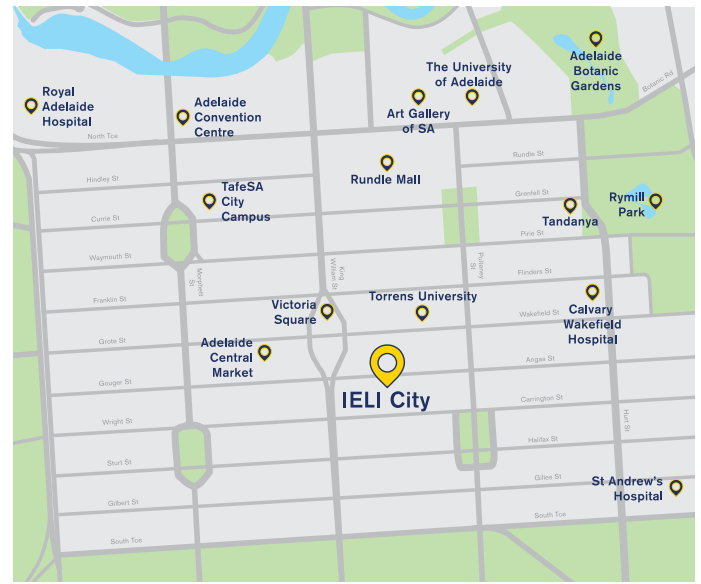 Adelaide
Botanic
Gardens
The University
of Adelaide
Botanic Rd
Royal
Adelaide
Hospital
Adelaide
Convention
Centre
Art Gallery
of SA
North Tce
Rundle St
Hindley St
Rundle Mall
TafeSA
City
Campus
Grenfell St
Rymill
Park
Currie St
Tandanya
Pirie St
Waymouth St
Pulteney
St
King
William St
Morphett
St
Flinders St
Franklin St
Victoria
Square
Torrens University
Calvary
Wakefield
Hospital
Wakefield St
Grote St
Adelaide
Central
Market
Angas St
Gouger St
IELI City
Carrington St
Wright St
Hurt St
Halifax St
Sturt St
Gilles St
St Andrew's
Hospital
Gilbert St
South Tce
South Tce